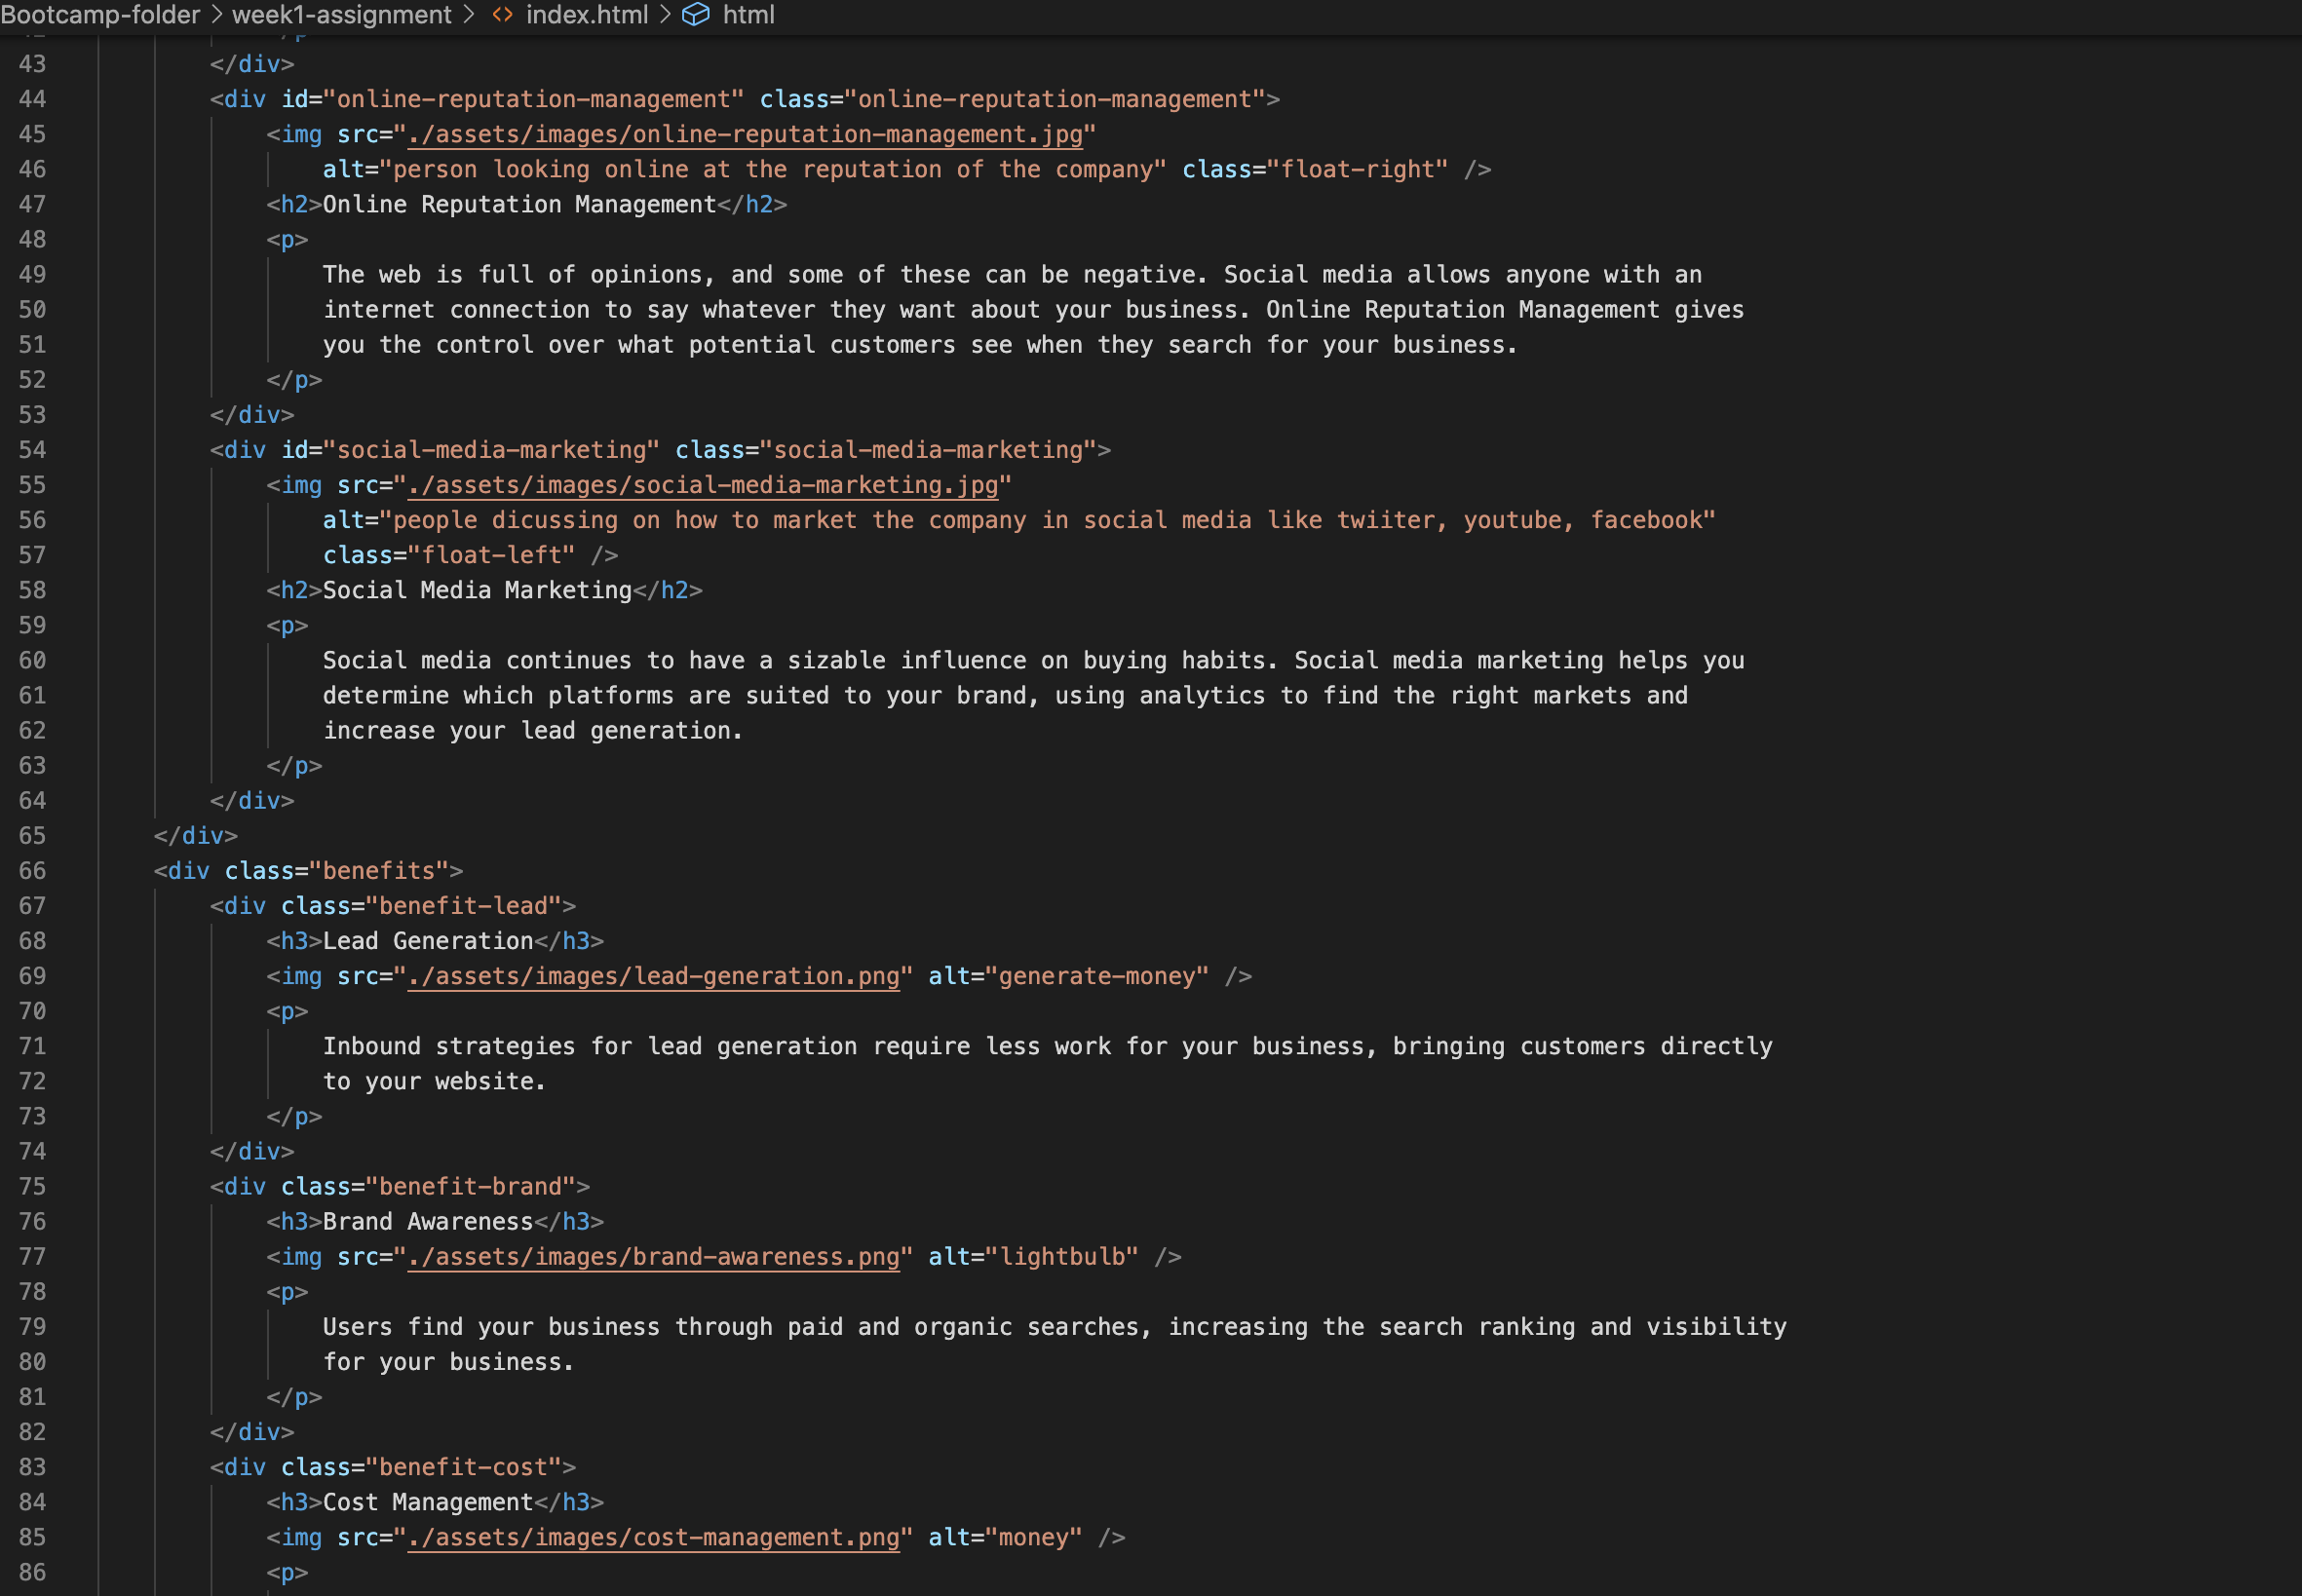 Bootcamp-folder > week1-assignment > <> index.html > html
43 </div>
44 <div id="online-reputation-management" class="online-reputation-management">
45 <img src="./assets/images/online-reputation-management.jpg"
46 alt="person looking online at the reputation of the company" class="float-right" />
47 <h2>Online Reputation Management</h2>
48 <p>
49 The web is full of opinions, and some of these can be negative. Social media allows anyone with an
50 internet connection to say whatever they want about your business. Online Reputation Management gives
51 you the control over what potential customers see when they search for your business.
52 </p>
53 </div>
54 <div id="social-media-marketing" class="social-media-marketing">
55 <img src="./assets/images/social-media-marketing.jpg"
56 alt="people dicussing on how to market the company in social media like twiiter, youtube, facebook"
57 class="float-left" />
58 <h2>Social Media Marketing</h2>
59 <p>
60 Social media continues to have a sizable influence on buying habits. Social media marketing helps you
61 determine which platforms are suited to your brand, using analytics to find the right markets and
62 increase your lead generation.
63 </p>
64 </div>
65 </div>
66 <div class="benefits">
67 <div class="benefit-lead">
68 <h3>Lead Generation</h3>
69 <img src="./assets/images/lead-generation.png" alt="generate-money" />
70 <p>
71 Inbound strategies for lead generation require less work for your business, bringing customers directly
72 to your website.
73 </p>
74 </div>
75 <div class="benefit-brand">
76 <h3>Brand Awareness</h3>
77 <img src="./assets/images/brand-awareness.png" alt="lightbulb" />
78 <p>
79 Users find your business through paid and organic searches, increasing the search ranking and visibility
80 for your business.
81 </p>
82 </div>
83 <div class="benefit-cost">
84 <h3>Cost Management</h3>
85 <img src="./assets/images/cost-management.png" alt="money" />
86 <p>